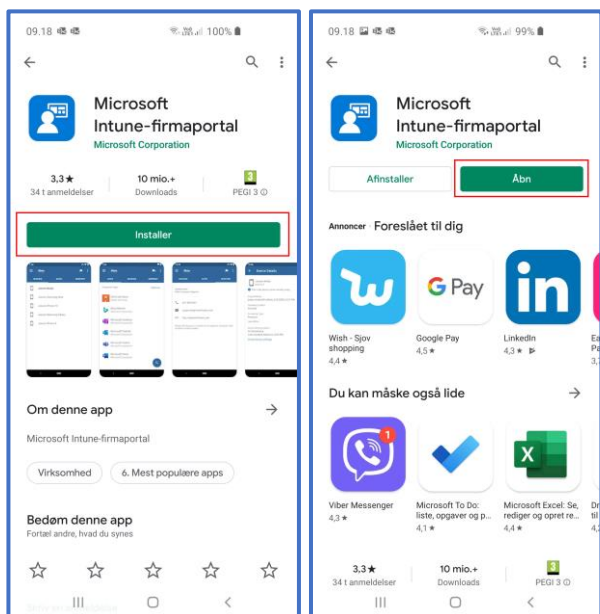 09.18 100%
Microsoft
Intune-firmaportal
Microsoft Corporation
3,3★
34 t anmeldelser
10 mio.+
Downloads
3
PEGI 3
Installer
Om denne app
Microsoft Intune-firmaportal
Virksomhed
6. Mest populære apps
Bedøm denne app
Fortæl andre, hvad du synes
09.18 99%
Microsoft
Intune-firmaportal
Microsoft Corporation
Afinstaller
Åbn
Annoncer · Foreslået til dig
G Pay
in
Wish - Sjov
shopping
4,4★
Google Pay
4,5★
LinkedIn
4,3★
Du kan måske også lide
1
X
Viber Messenger
4,3★
Microsoft To Do:
liste, opgaver og p...
4,1★
Microsoft Excel: Se,
rediger og opret re...
4,4★
3,3★
34 t anmeldelser
10 mio.+
Downloads
3
PEGI 3